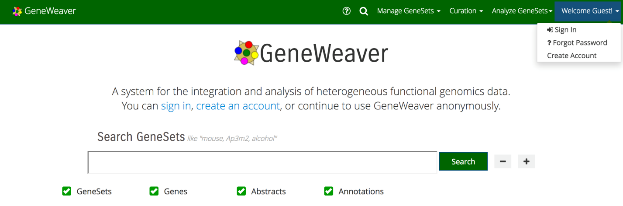 GeneWeaver
Manage GeneSets Curation Analyze GeneSets Welcome Guest!
Sign In
? Forgot Password
Create Account
GeneWeaver
A system for the integration and analysis of heterogeneous functional genomics data.
You can sign in, create an account, or continue to use GeneWeaver anonymously.
Search GeneSets like "mouse, Ap3m2, alcohol"
Search
GeneSets Genes Abstracts Annotations